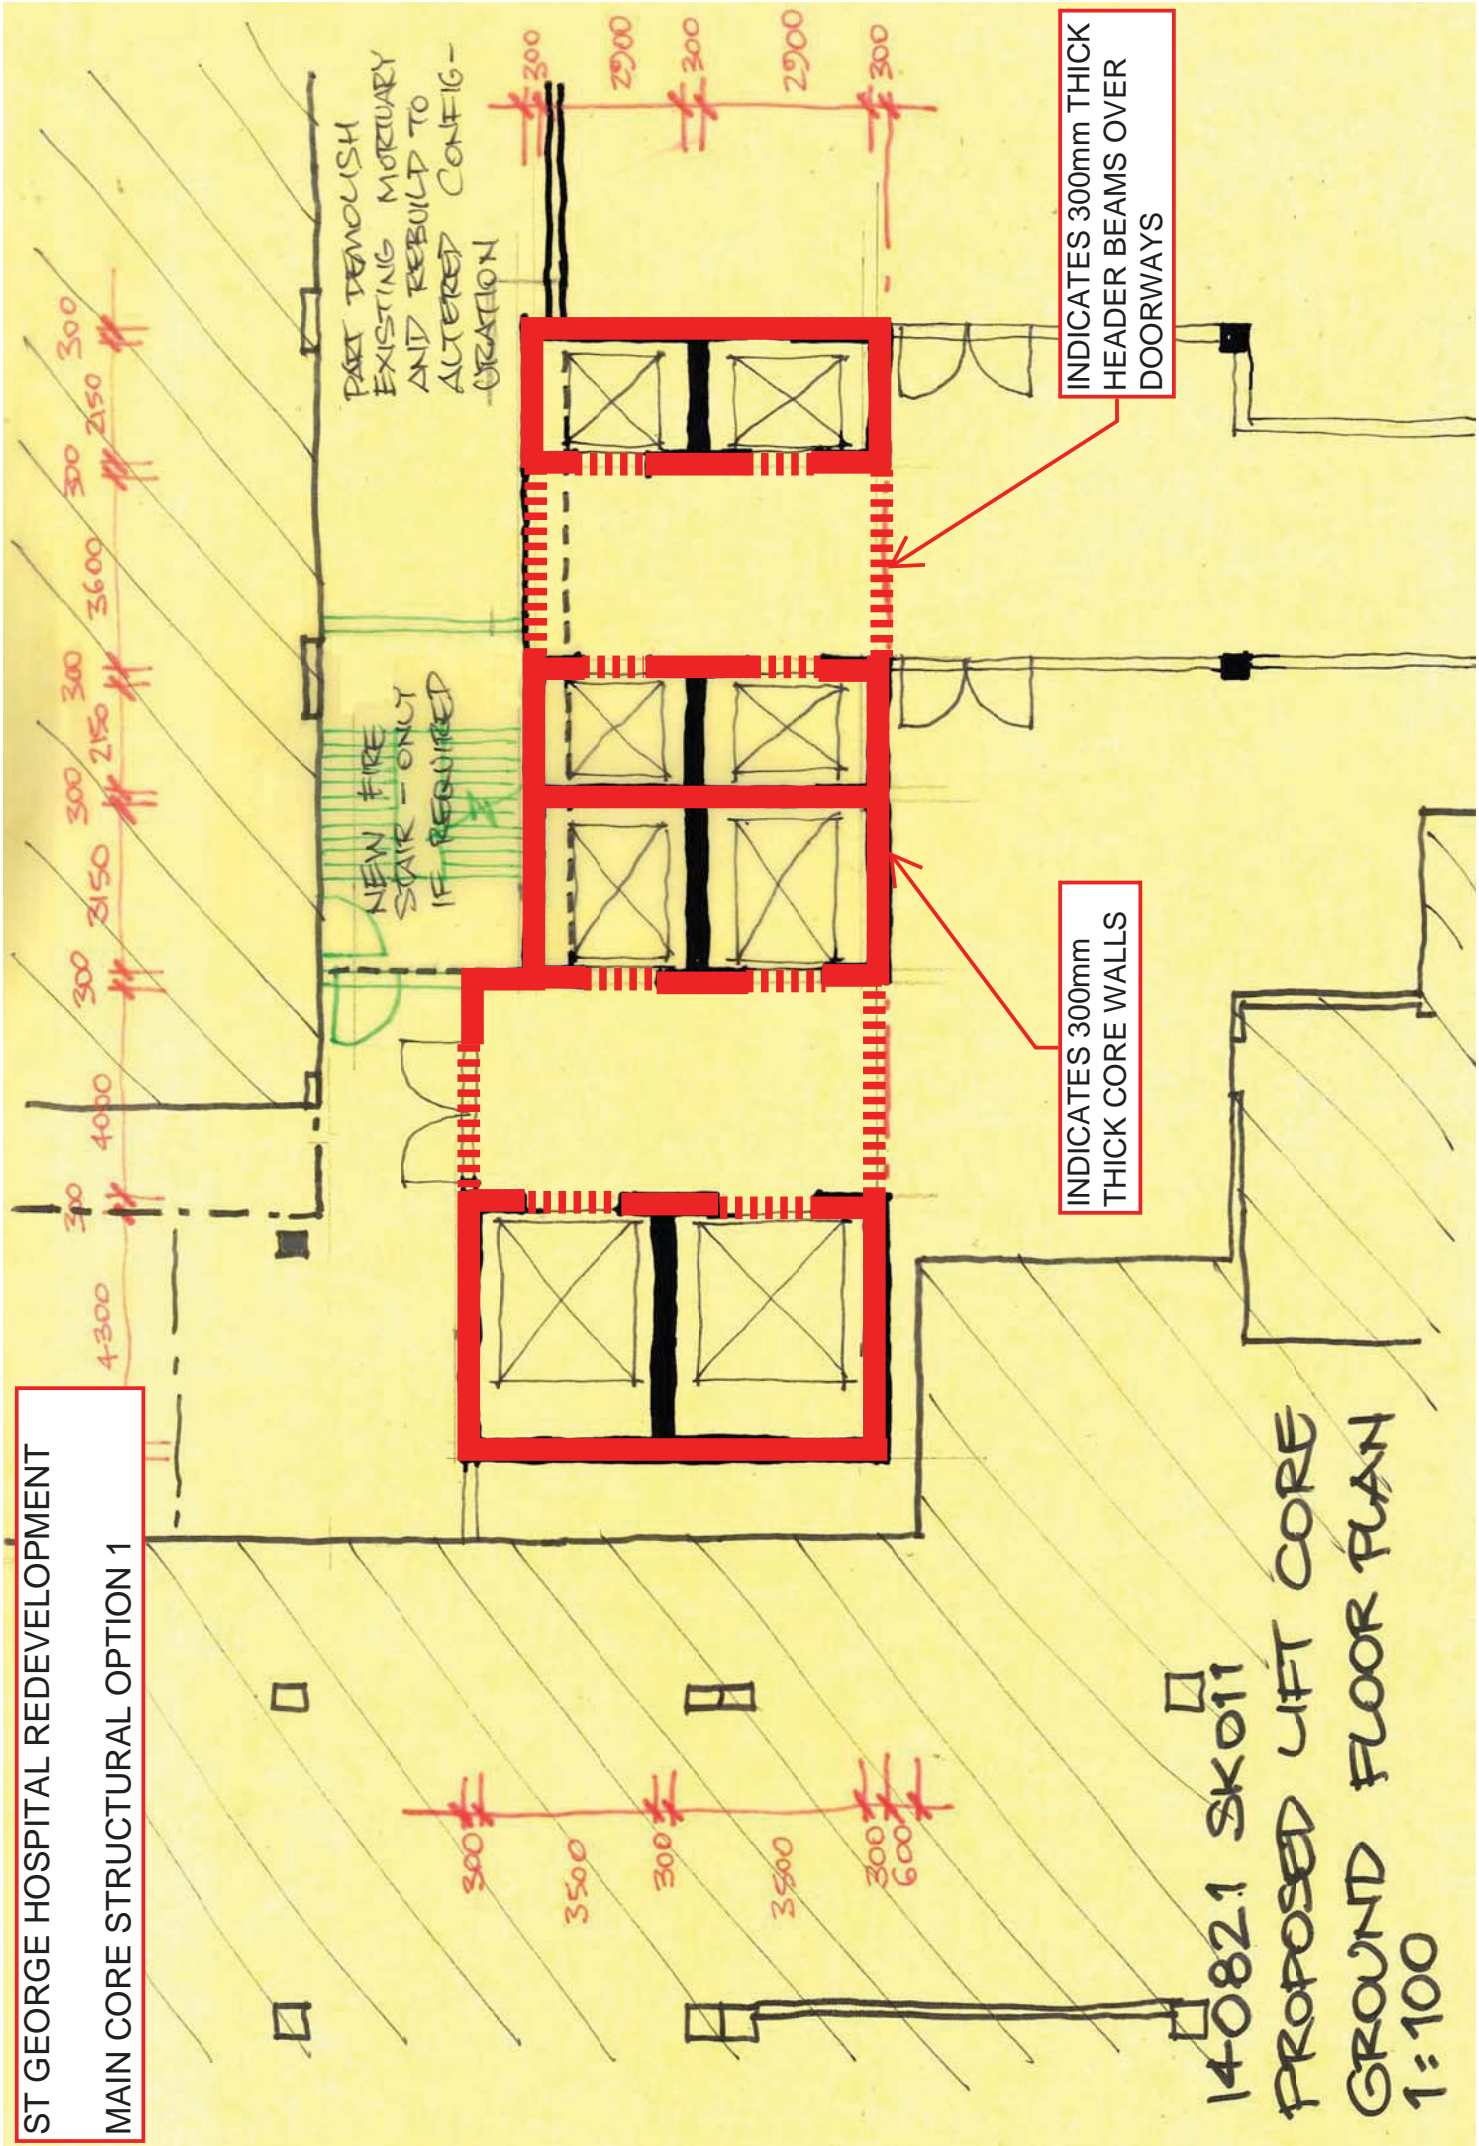 ST GEORGE HOSPITAL REDEVELOPMENT
MAIN CORE STRUCTURAL OPTION 1
4300
300
4000
300
3150
300
2150
300
3600
300
2150
300
PART DEMOLISH
EXISTING MORTUARY
AND REBUILD TO
ALTERED CONFIG-
URATION
NEW FIRE
STAIR - ONLY
IF REQUIRED
300
2900
300
2900
300
300
3500
300
3500
300
600
INDICATES 300mm
THICK CORE WALLS
INDICATES 300mm THICK
HEADER BEAMS OVER
DOORWAYS
140821 SK011
PROPOSED LIFT CORE
GROUND FLOOR PLAN
1:100